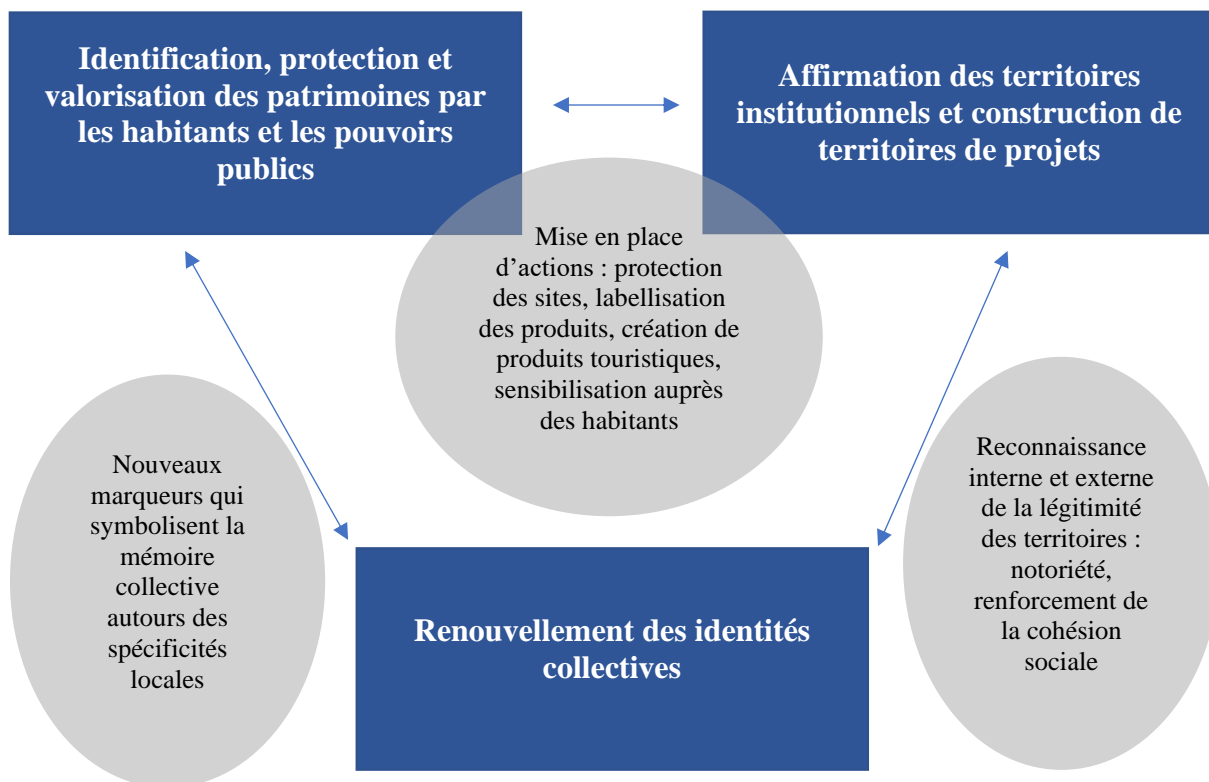 Identification, protection et
valorisation des patrimoines par
les habitants et les pouvoirs
publics
Affirmation des territoires
institutionnels et construction de
territoires de projets
Mise en place
d’actions : protection
des sites, labellisation
des produits, création de
produits touristiques,
sensibilisation auprès
des habitants
Nouveaux
marqueurs qui
symbolisent la
mémoire
collective
autours des
spécificités
locales
Reconnaissance
interne et externe
de la légitimité
des territoires :
notoriété,
renforcement de
la cohésion
sociale
Renouvellement des identités
collectives